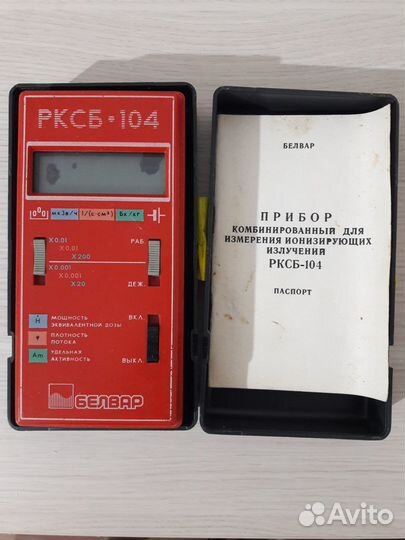 РКСБ·104
мкЗв/ч 1/(с·см²) Бк/кг
X0,01
X0,01
X200
РАБ.
X0,001
X0,001
X20
ДЕЖ.
Ḣ МОЩНОСТЬ
ЭКВИВАЛЕНТНОЙ ДОЗЫ
ВКЛ.
ПЛОТНОСТЬ
ПОТОКА
Am УДЕЛЬНАЯ
АКТИВНОСТЬ
ВЫКЛ.
БЕЛВАР
БЕЛВАР
ПРИБОР
КОМБИНИРОВАННЫЙ ДЛЯ
ИЗМЕРЕНИЯ ИОНИЗИРУЮЩИХ
ИЗЛУЧЕНИЙ
РКСБ-104
ПАСПОРТ
Avito